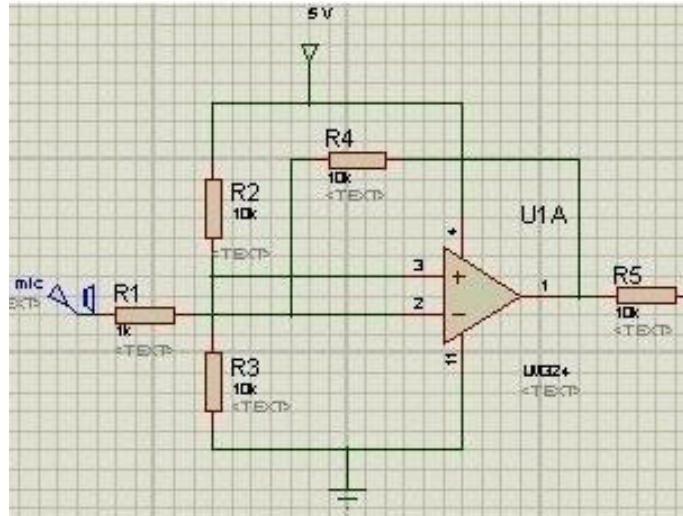 5 V
R4
10k
<TEXT>
R2
10k
<TEXT>
U1A
4
3
2
1
11
mic
R1
1k
<TEXT>
R5
10k
<TEXT>
R3
10k
<TEXT>
LM324
<TEXT>